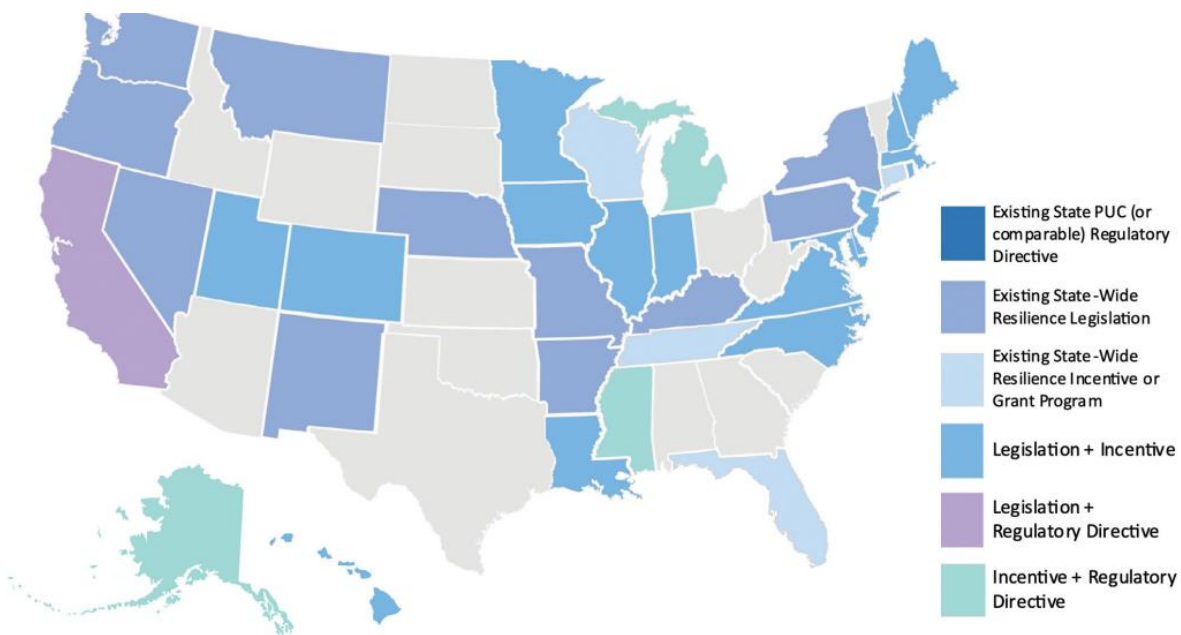 Existing State PUC (or
comparable) Regulatory
Directive
Existing State-Wide
Resilience Legislation
Existing State-Wide
Resilience Incentive or
Grant Program
Legislation + Incentive
Legislation +
Regulatory Directive
Incentive + Regulatory
Directive